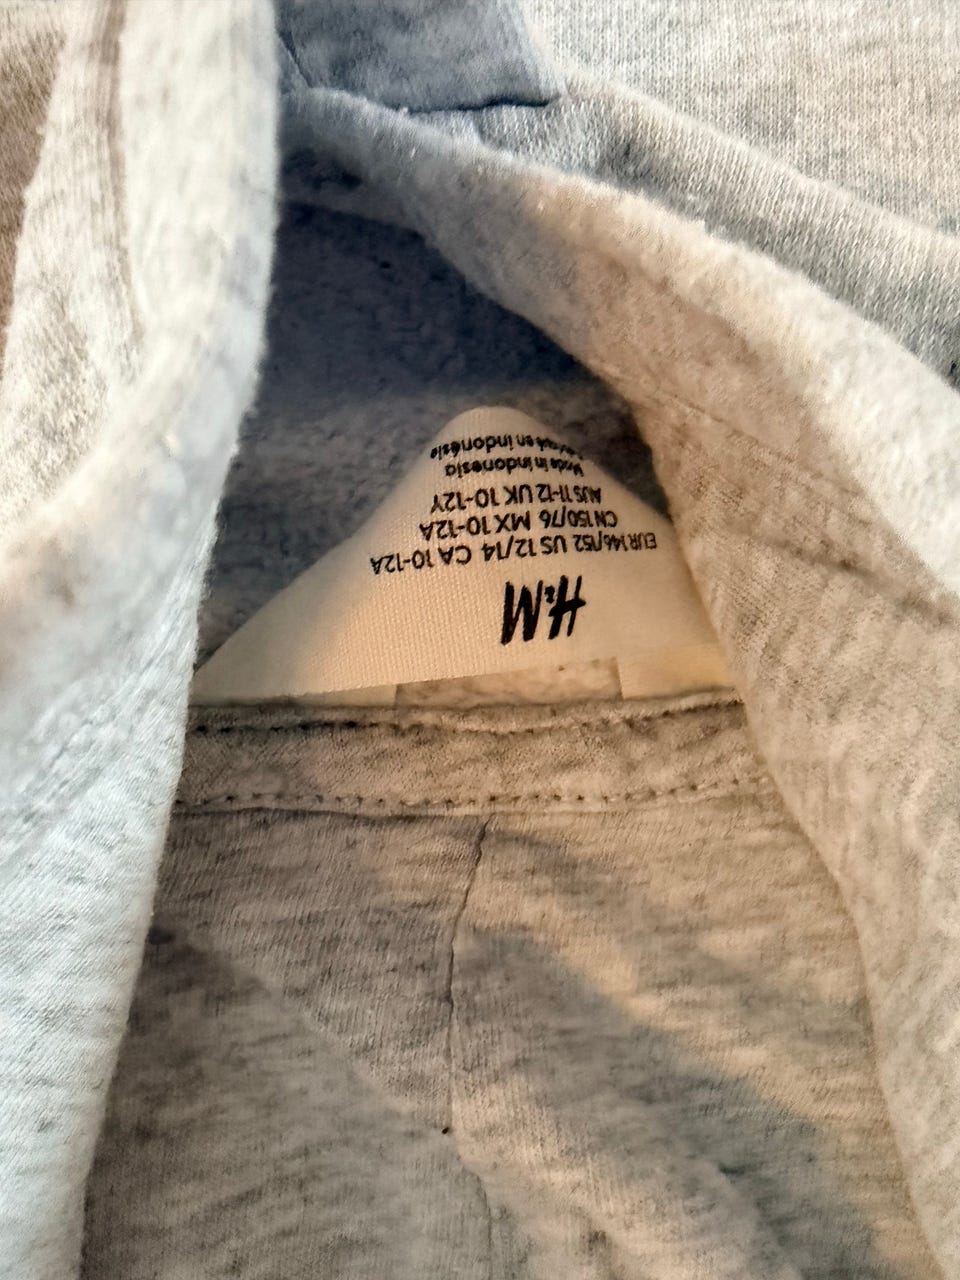 H&M
EUR 146/152 US 12/14 CA 10-12A
CN 150/76 MX 10-12A
AUS 11-12 UK 10-12Y
Made in Indonesia
en Indonésie